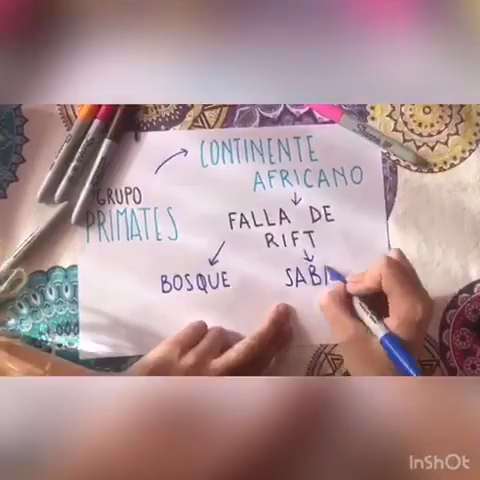 CONTINENTE
AFRICANO
GRUPO
PRIMATES
FALLA DE
RIFT
BOSQUE
SAB
InShOt